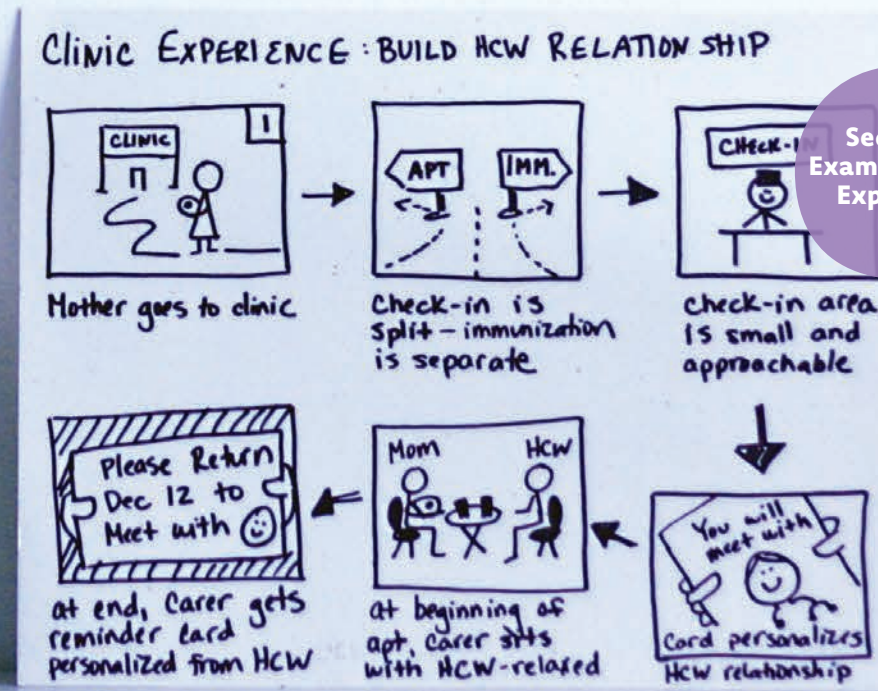 Clinic EXPERIENCE: BUILD HCW RELATIONSHIP
CLINIC
1
Mother goes to clinic
APT
IMM.
Check-in is
split - immunization
is separate
CHECK-IN
check-in area
is small and
approachable
You will
meet with
Card personalizes
HCW relationship
Mom
HCW
at beginning of
apt, carer sits
with HCW-relaxed
Please Return
Dec 12 to
Meet with
at end, Carer gets
reminder card
personalized from HCW